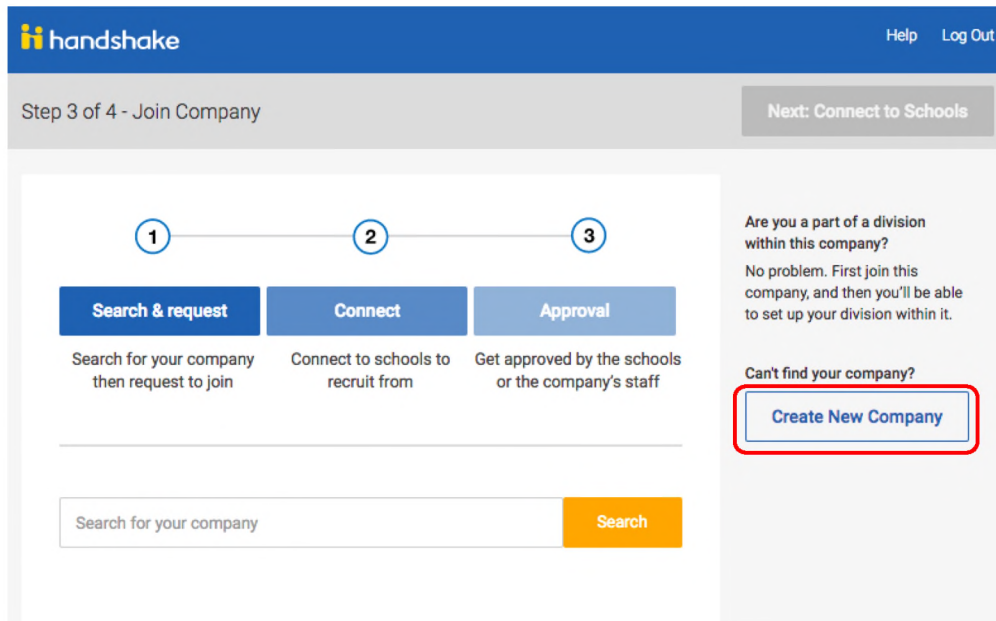 handshake
Help Log Out
Step 3 of 4 - Join Company
Next: Connect to Schools
1 2 3
Search & request Connect Approval
Search for your company Connect to schools to Get approved by the schools
then request to join recruit from or the company's staff
Search for your company Search
Are you a part of a division
within this company?
No problem. First join this
company, and then you'll be able
to set up your division within it.
Can't find your company?
Create New Company